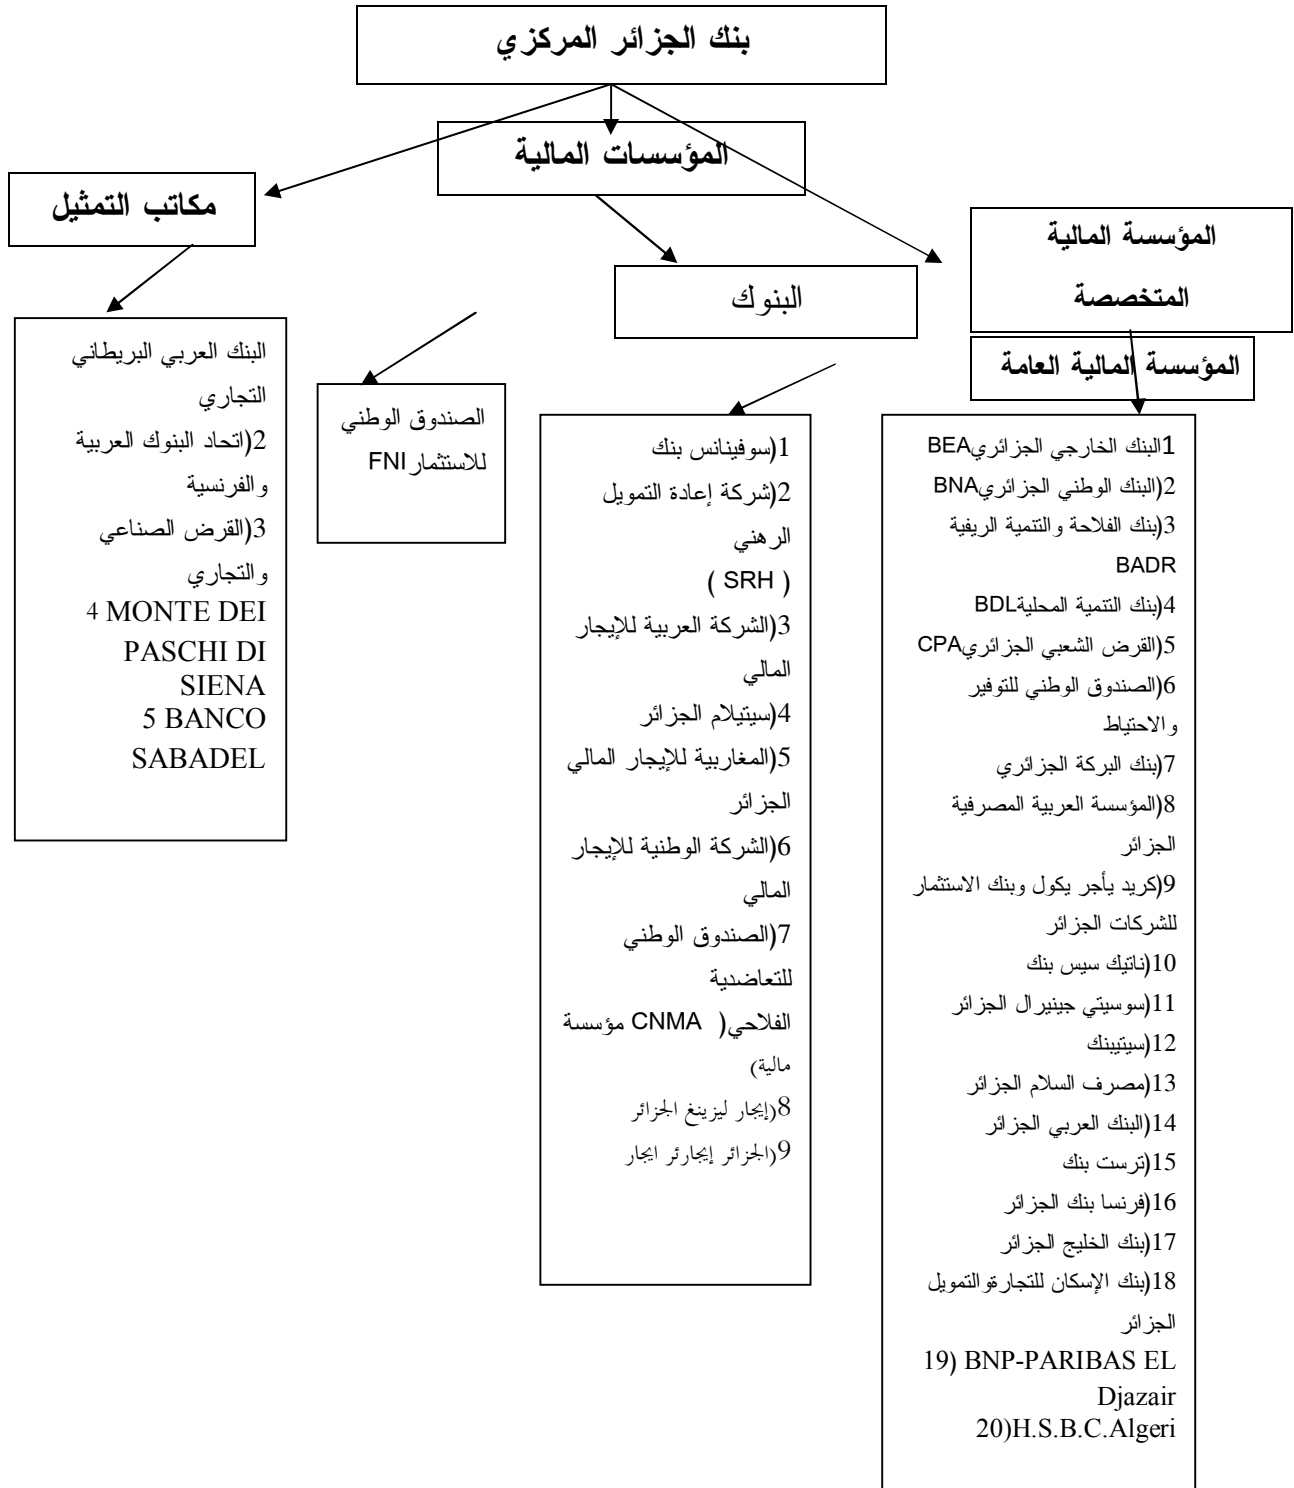 بنك الجزائر المركزي
المؤسسات المالية
مكاتب التمثيل
المؤسسة المالية
المتخصصة
البنوك
المؤسسة المالية العامة
البنك العربي البريطاني
التجاري
2(اتحاد البنوك العربية
والفرنسية
3(القرض الصناعي
والتجاري
4 MONTE DEI
PASCHI DI
SIENA
5 BANCO
SABADEL
الصندوق الوطني
للاستثمارFNI
1(سوفينانس بنك
2(شركة إعادة التمويل
الرهني
( SRH )
3(الشركة العربية للإيجار
المالي
4(سيتيلام الجزائر
5(المغاربية للإيجار المالي
الجزائر
6(الشركة الوطنية للإيجار
المالي
7(الصندوق الوطني
للتعاضدية
الفلاحي( CNMA مؤسسة
مالية)
8(إيجار ليزينغ الجزائر
9(الجزائر إيجارئر ايجار
1البنك الخارجي الجزائريBEA
2(البنك الوطني الجزائريBNA
3(بنك الفلاحة والتنمية الريفية
BADR
4(بنك التنمية المحليةBDL
5(القرض الشعبي الجزائريCPA
6(الصندوق الوطني للتوفير
والاحتياط
7(بنك البركة الجزائري
8(المؤسسة العربية المصرفية
الجزائر
9(كريد يأجر يكول وبنك الاستثمار
للشركات الجزائر
10(ناتيك سيس بنك
11(سوسيتي جينيرال الجزائر
12(سيتيبنك
13(مصرف السلام الجزائر
14(البنك العربي الجزائر
15(ترست بنك
16(فرنسا بنك الجزائر
17(بنك الخليج الجزائر
18(بنك الإسكان للتجارةوالتمويل
الجزائر
19) BNP-PARIBAS EL
Djazair
20)H.S.B.C.Algeri